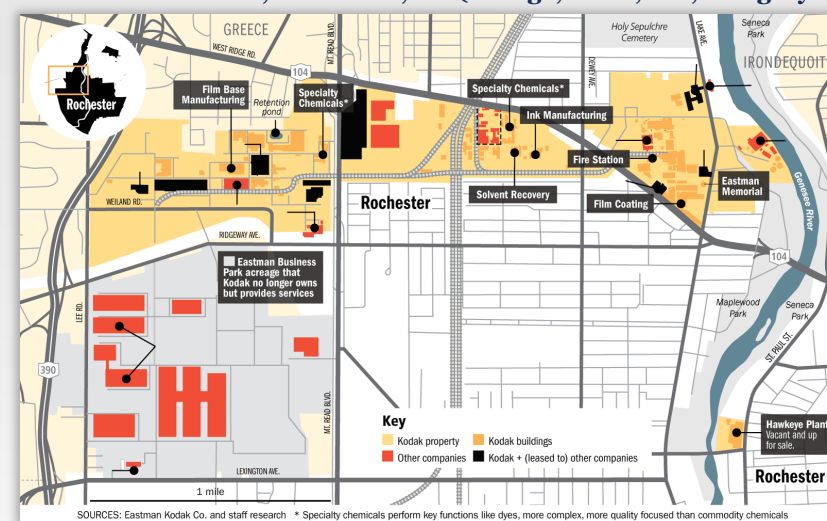 GREECE
WEST RIDGE RD.
MT. READ BLVD.
104
Holy Sepulchre
Cemetery
LAKE AVE.
Seneca
Park
IRONDEQUOIT
DEWEY AVE.
Rochester
Film Base
Manufacturing
Retention
pond
Specialty
Chemicals*
Specialty Chemicals*
Ink Manufacturing
Fire Station
Solvent Recovery
Film Coating
Eastman
Memorial
Genesee River
WEILAND RD.
Rochester
RIDGEWAY AVE.
Eastman Business
Park acreage that
Kodak no longer owns
but provides services
104
LEE RD.
Maplewood
Park
Seneca
Park
ST. PAUL ST.
390
MT. READ BLVD.
Key
Kodak property
Kodak buildings
Other companies
Kodak + (leased to) other companies
Hawkeye Plant
Vacant and up
for sale.
LEXINGTON AVE.
Rochester
1 mile
SOURCES: Eastman Kodak Co. and staff research * Specialty chemicals perform key functions like dyes, more complex, more quality focused than commodity chemicals